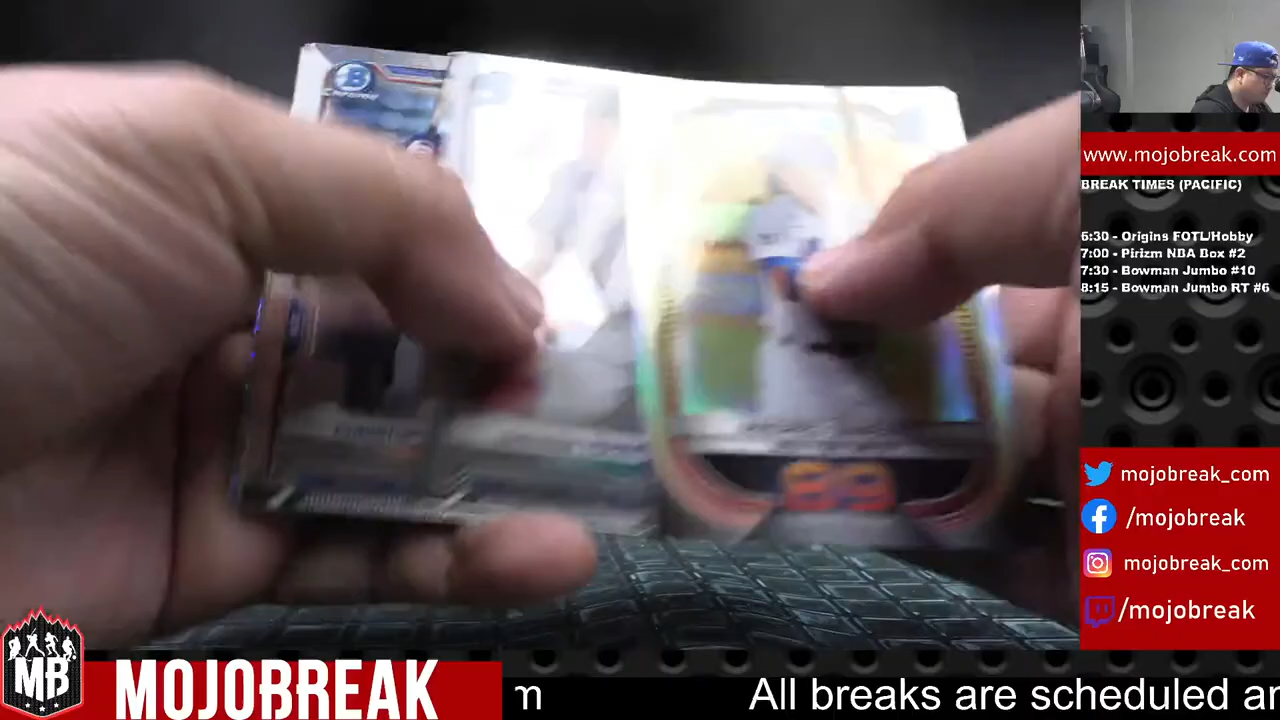 www.mojobreak.com
BREAK TIMES (PACIFIC)
6:30 - Origins FOTL/Hobby
7:00 - Pirizm NBA Box #2
7:30 - Bowman Jumbo #10
8:15 - Bowman Jumbo RT #6
89
mojobreak_com
/mojobreak
mojobreak_com
/mojobreak
MB
MOJOBREAK
m
All breaks are scheduled ar